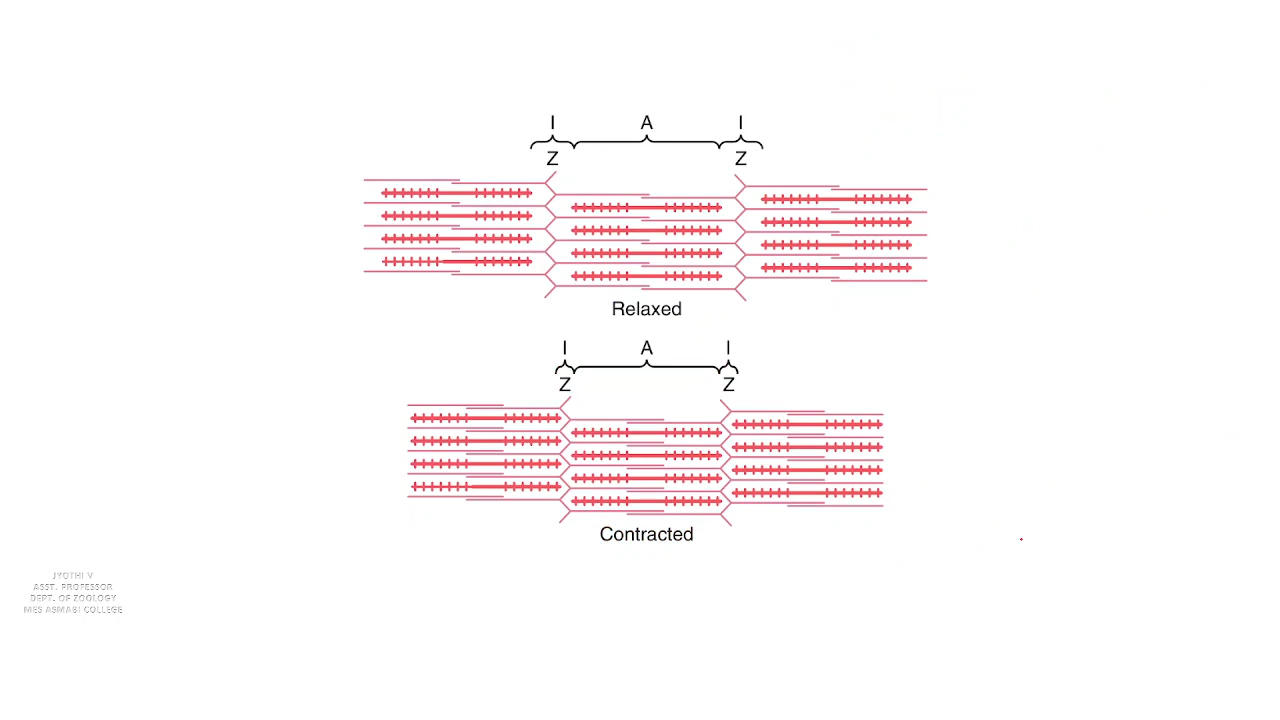 I A I
Z Z
Relaxed
I A I
Z Z
Contracted
JYOTHI V
ASST. PROFESSOR
DEPT. OF ZOOLOGY
MES ASMABI COLLEGE